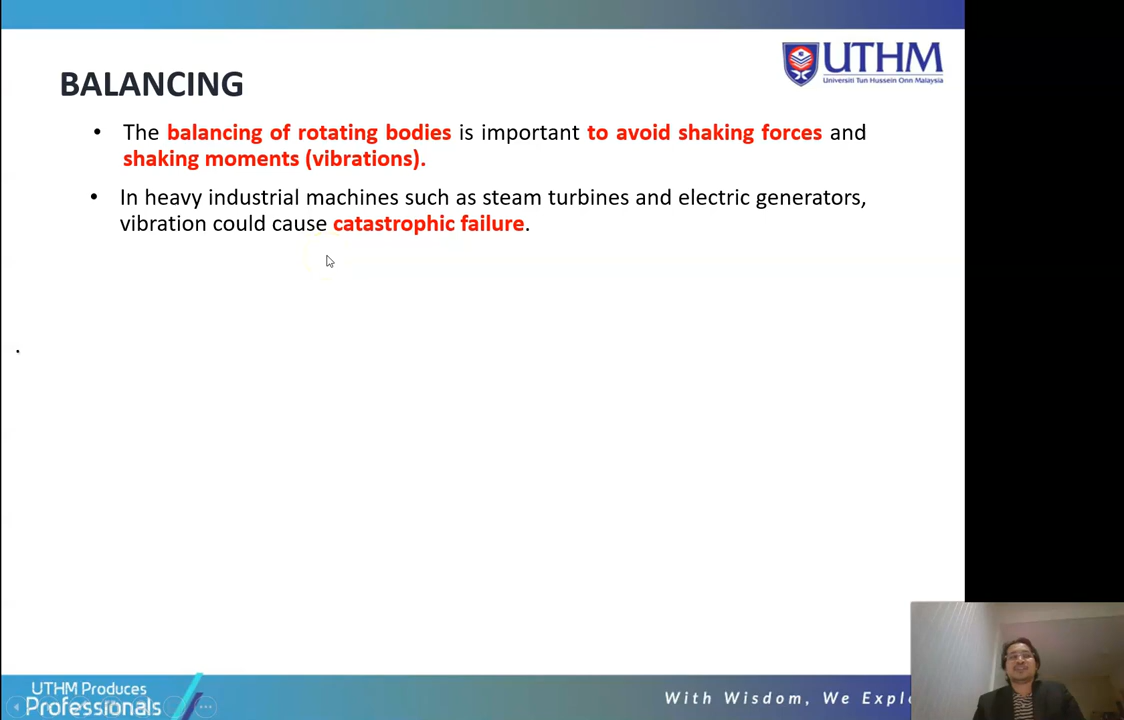 UTHM
Universiti Tun Hussein Onn Malaysia
BALANCING
• The balancing of rotating bodies is important to avoid shaking forces and
shaking moments (vibrations).
• In heavy industrial machines such as steam turbines and electric generators,
vibration could cause catastrophic failure.
.
UTHM Produces
Professionals
With Wisdom, We Explo